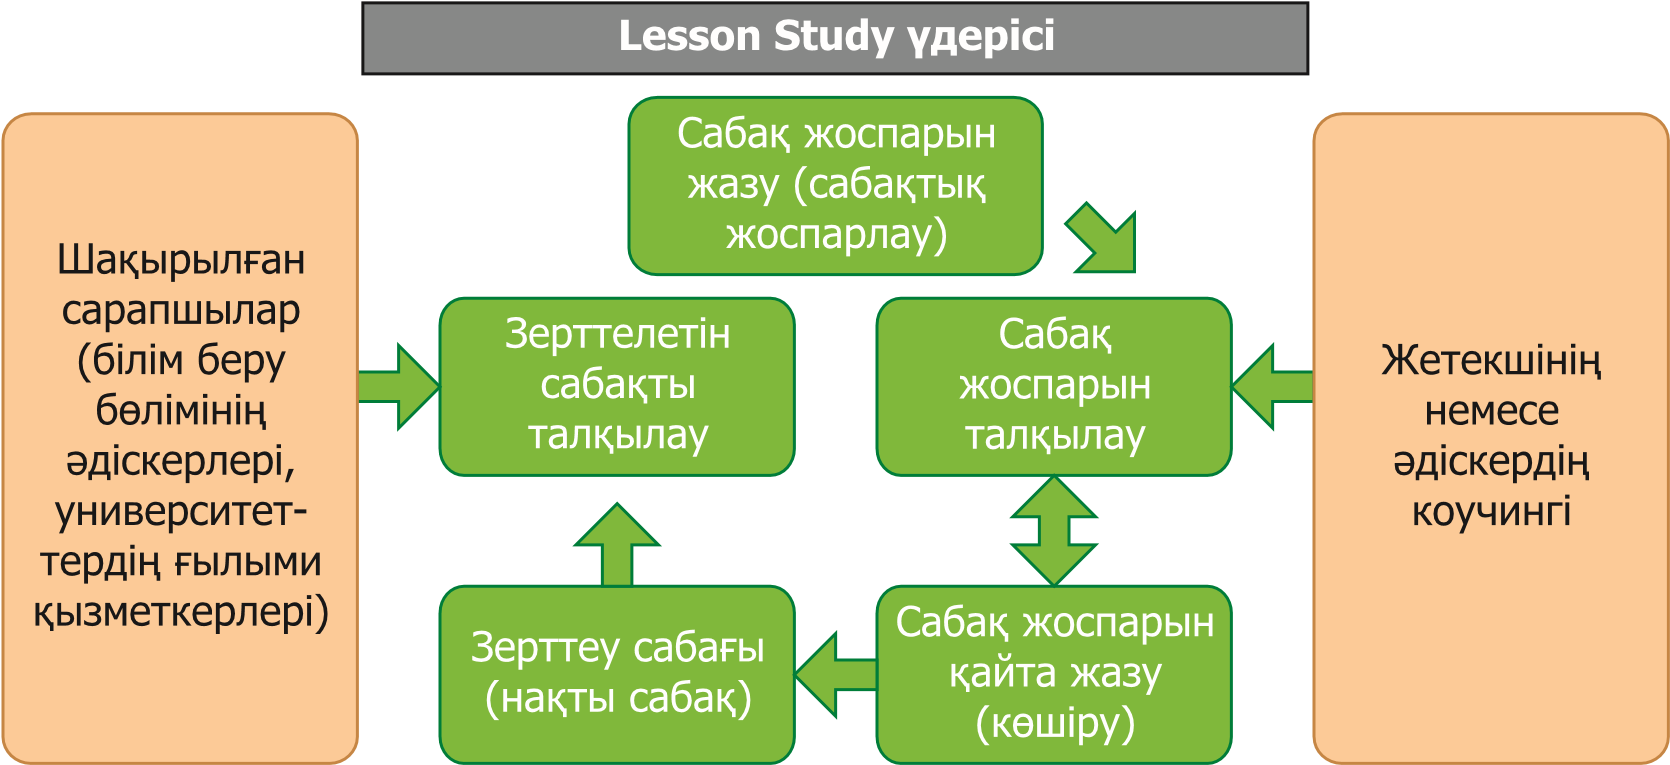 Lesson Study үдерісі
Сабақ жоспарын
жазу (сабақтық
жоспарлау)
Шақырылған
сарапшылар
(білім беру
бөлімінің
әдіскерлері,
университет-
тердің ғылыми
қызметкерлері)
Зерттелетін
сабақты
талқылау
Сабақ
жоспарын
талқылау
Жетекшінің
немесе
әдіскердің
коучингі
Зерттеу сабағы
(нақты сабақ)
Сабақ жоспарын
қайта жазу
(көшіру)